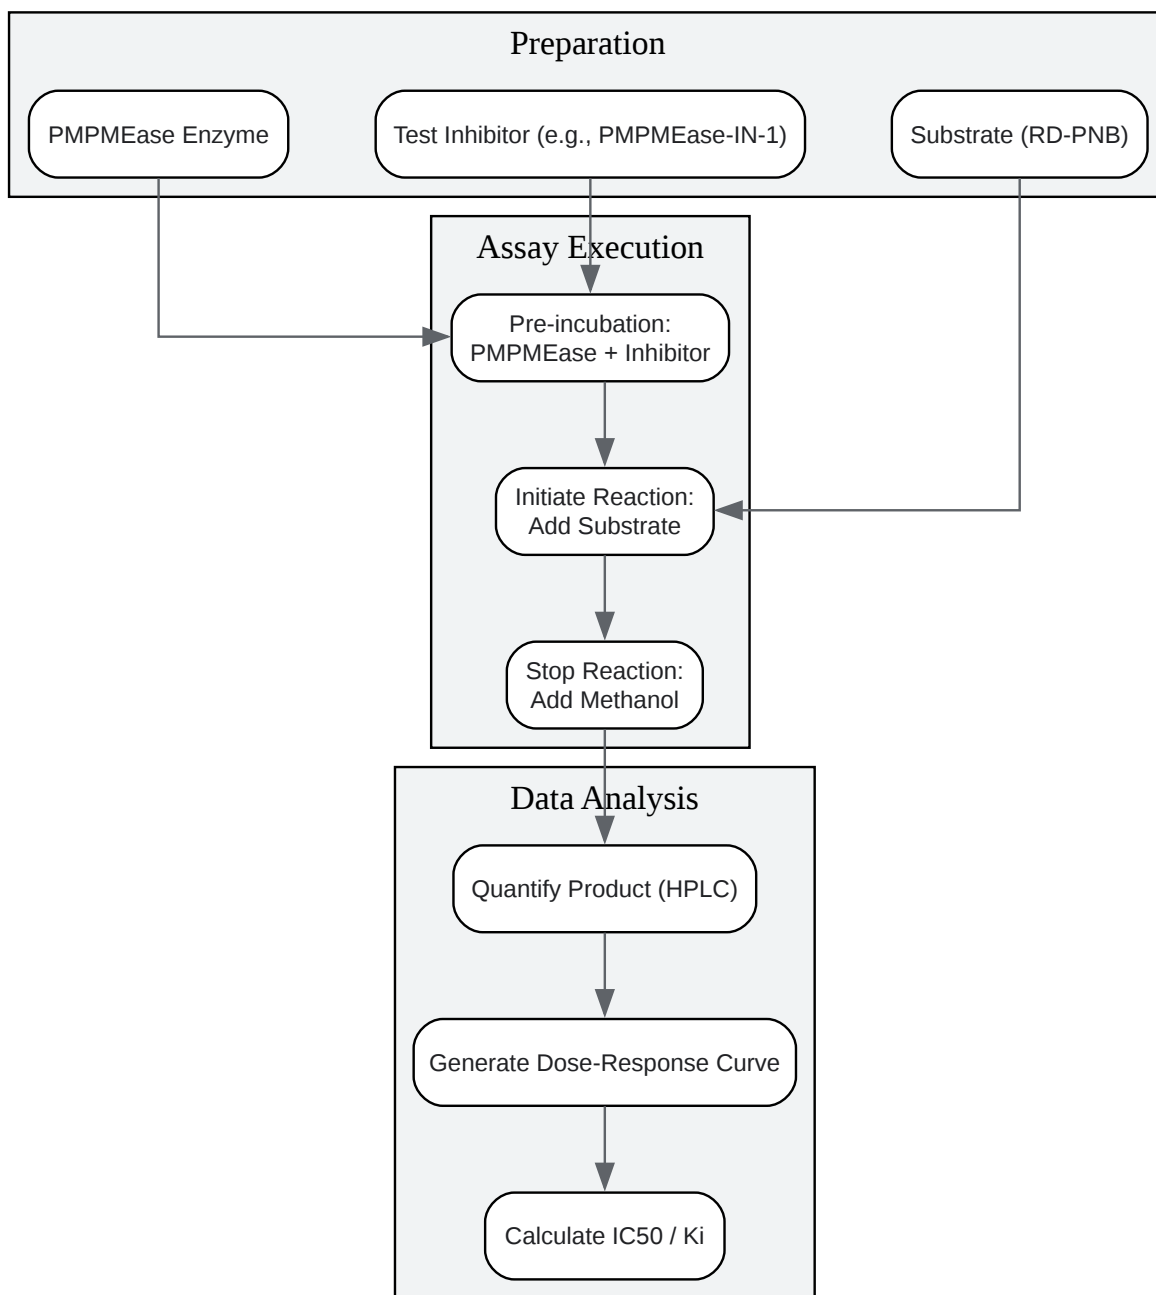 Preparation
PMPMEase Enzyme
Test Inhibitor (e.g., PMPMEase-IN-1)
Substrate (RD-PNB)
Assay Execution
Pre-incubation:
PMPMEase + Inhibitor
Initiate Reaction:
Add Substrate
Stop Reaction:
Add Methanol
Data Analysis
Quantify Product (HPLC)
Generate Dose-Response Curve
Calculate IC50 / Ki